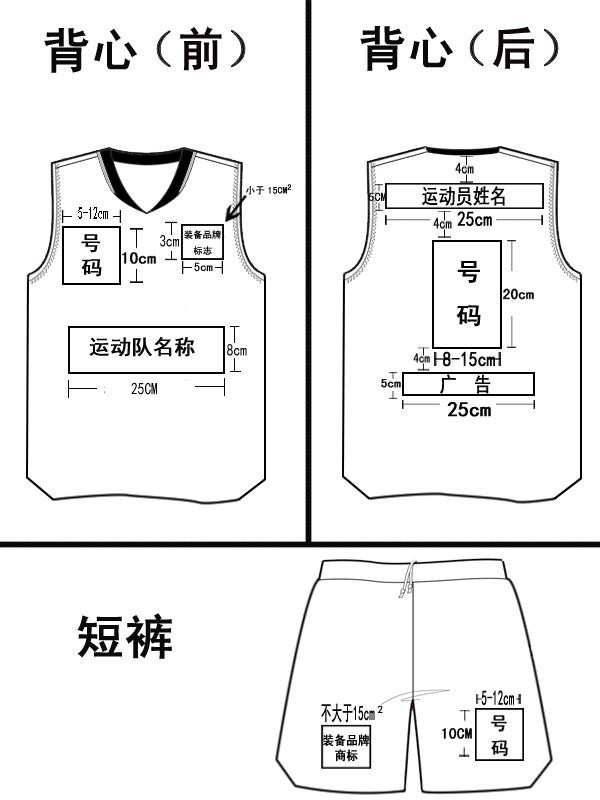 背心（前）
背心（后）
小于 15CM²
5-12cm
号
码
10cm
3cm
装备品牌
标志
5cm
运动队名称
8cm
25CM
4cm
5CM
运动员姓名
4cm
25cm
号
码
20cm
4cm
8-15cm
5cm
广 告
25cm
短裤
不大于15cm²
装备品牌
商标
5-12cm
10CM
号
码